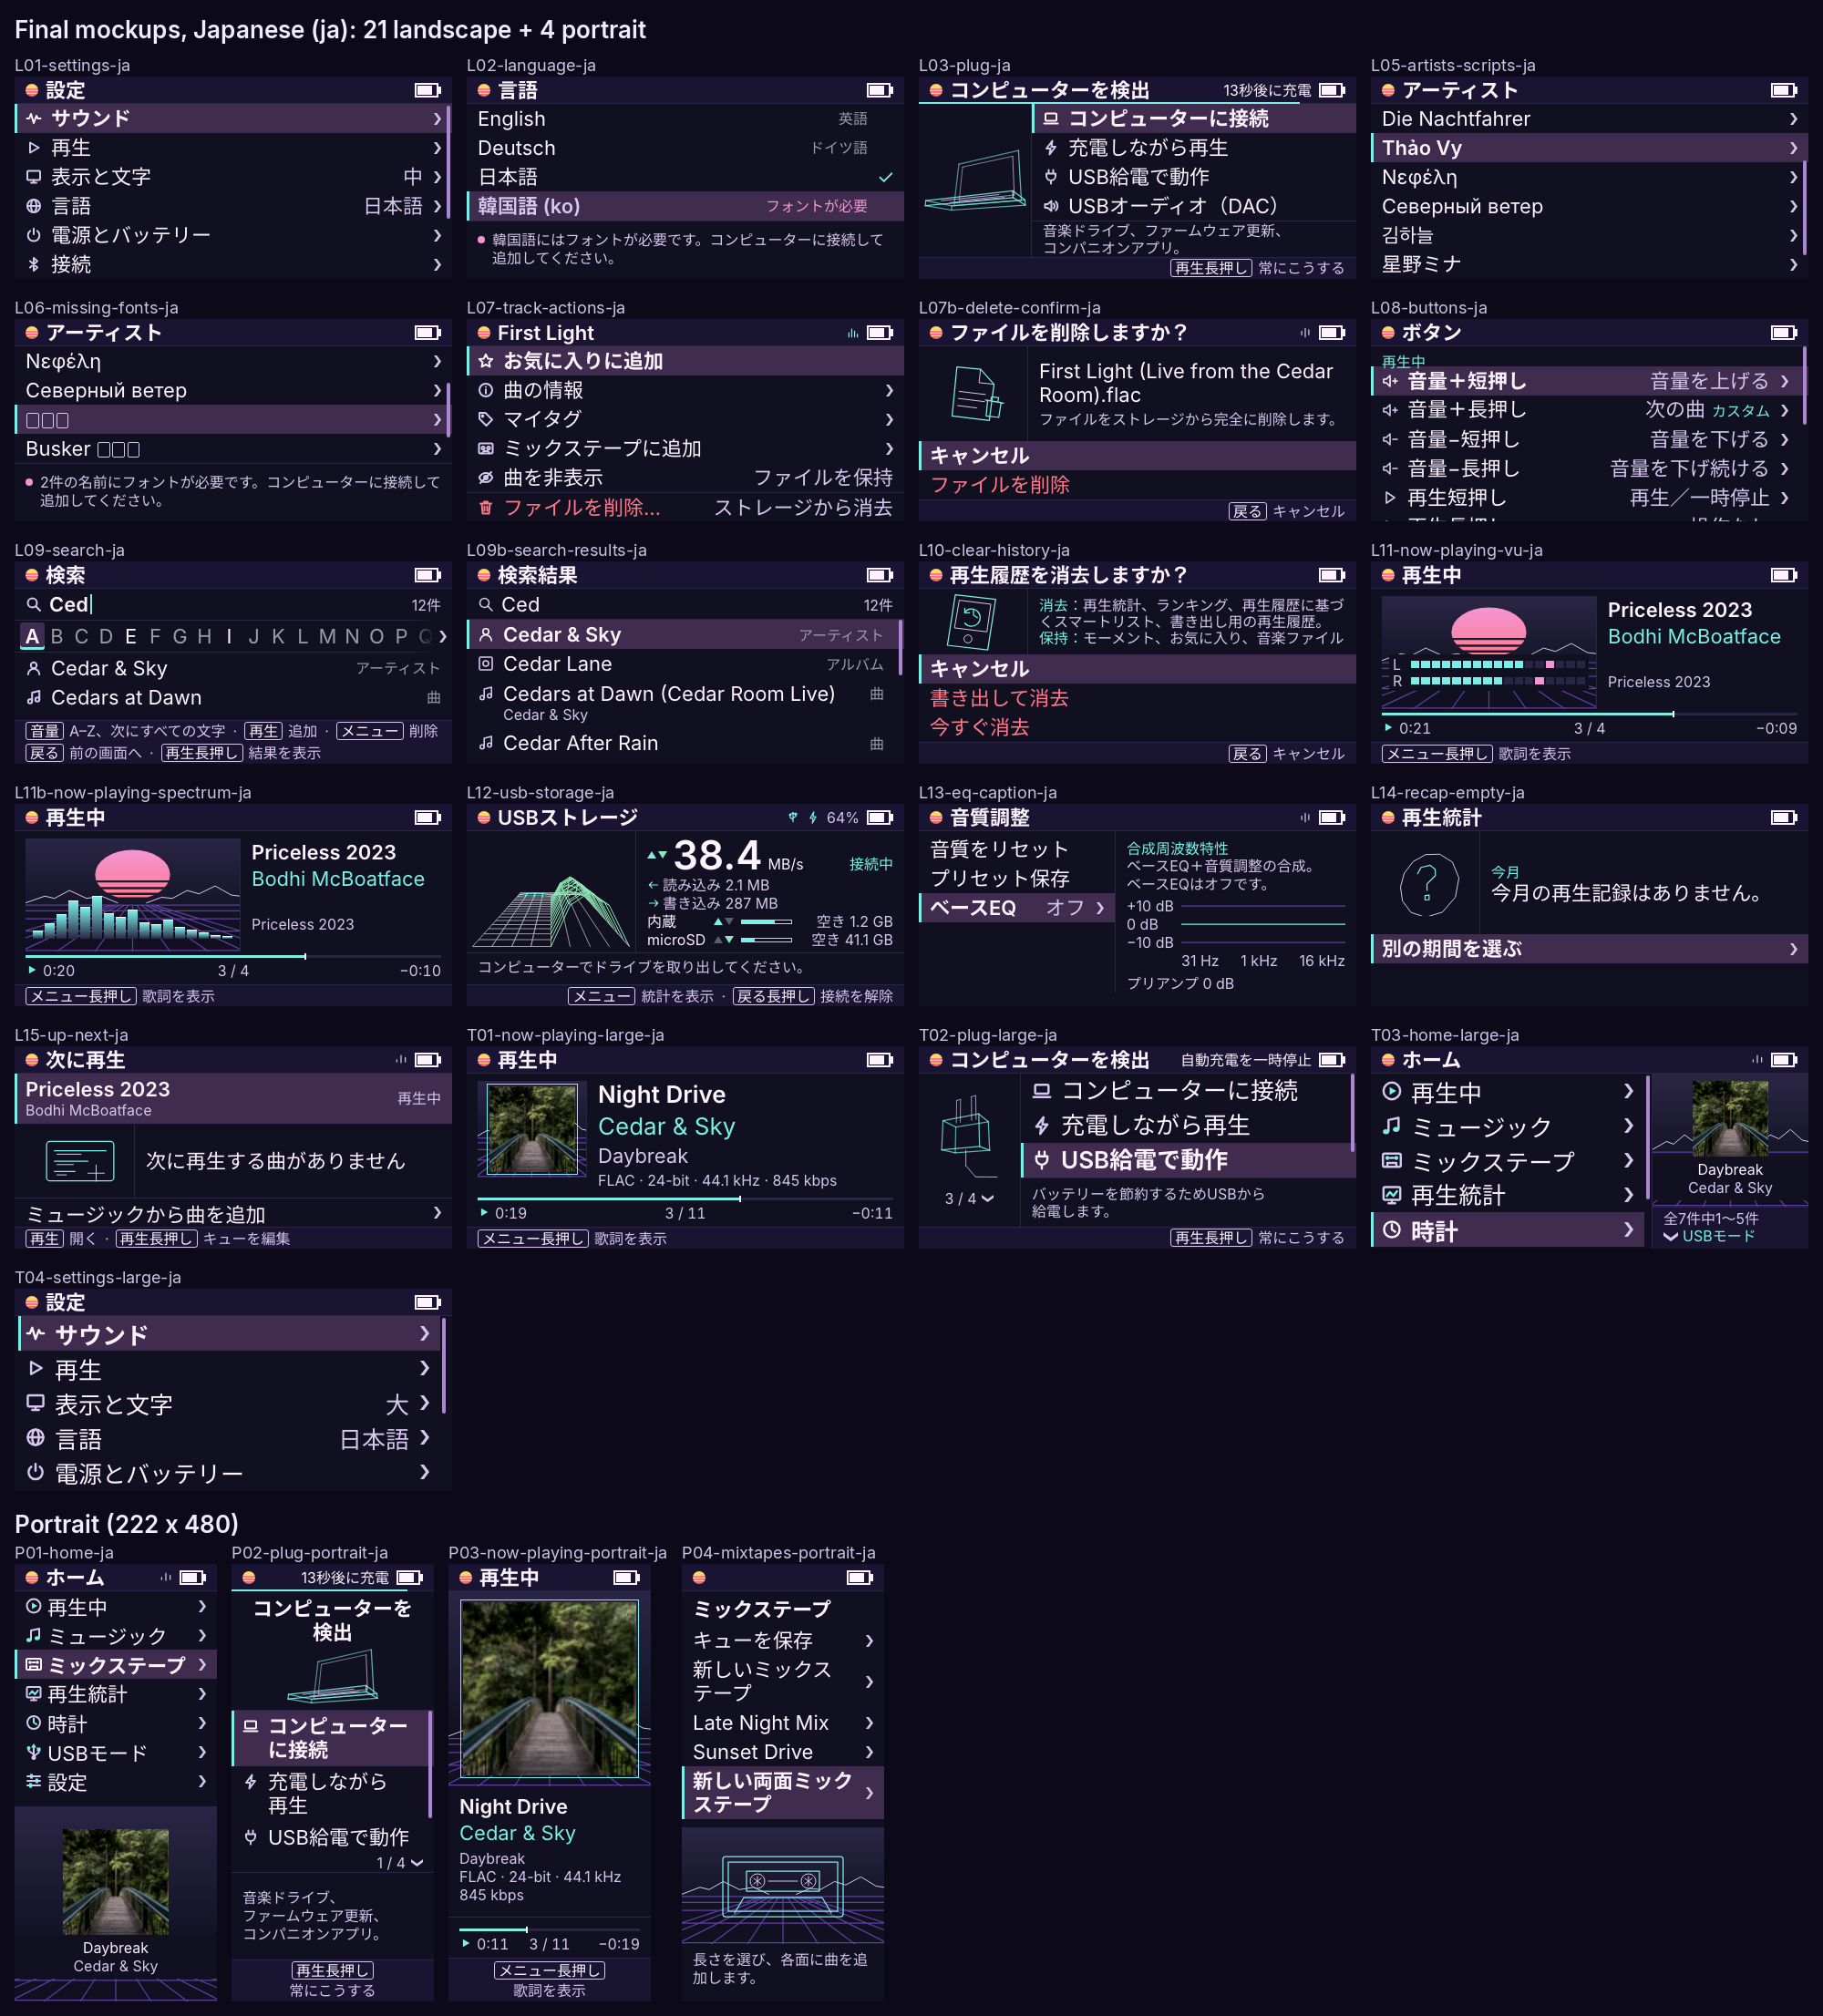 Final mockups, Japanese (ja): 21 landscape + 4 portrait
L01-settings-ja
設定
サウンド
再生
表示と文字 中
言語 日本語
電源とバッテリー
接続
L02-language-ja
言語
English 英語
Deutsch ドイツ語
日本語
韓国語 (ko) フォントが必要
韓国語にはフォントが必要です。コンピューターに接続して
追加してください。
L03-plug-ja
コンピューターを検出 13秒後に充電
コンピューターに接続
充電しながら再生
USB給電で動作
USBオーディオ（DAC）
音楽ドライブ、ファームウェア更新、
コンパニオンアプリ。
再生長押し 常にこうする
L05-artists-scripts-ja
アーティスト
Die Nachtfahrer
Thảo Vy
Νεφέλη
Северный ветер
김하늘
星野ミナ
L06-missing-fonts-ja
アーティスト
Νεφέλη
Северный ветер
□□□
Busker □□□
2件の名前にフォントが必要です。コンピューターに接続して
追加してください。
L07-track-actions-ja
First Light
お気に入りに追加
曲の情報
マイタグ
ミックステープに追加
曲を非表示 ファイルを保持
ファイルを削除… ストレージから消去
L07b-delete-confirm-ja
ファイルを削除しますか？
First Light (Live from the Cedar
Room).flac
ファイルをストレージから完全に削除します。
キャンセル
ファイルを削除
戻る キャンセル
L08-buttons-ja
ボタン
再生中
音量＋短押し 音量を上げる
音量＋長押し 次の曲 カスタム
音量−短押し 音量を下げる
音量−長押し 音量を下げ続ける
再生短押し 再生／一時停止
L09-search-ja
検索
Ced 12件
A B C D E F G H I J K L M N O P Q
Cedar & Sky アーティスト
Cedars at Dawn 曲
音量 A–Z、次にすべての文字 · 再生 追加 · メニュー 削除
戻る 前の画面へ · 再生長押し 結果を表示
L09b-search-results-ja
検索結果
Ced 12件
Cedar & Sky アーティスト
Cedar Lane アルバム
Cedars at Dawn (Cedar Room Live) 曲
Cedar & Sky
Cedar After Rain 曲
L10-clear-history-ja
再生履歴を消去しますか？
消去：再生統計、ランキング、再生履歴に基づ
くスマートリスト、書き出し用の再生履歴。
保持：モーメント、お気に入り、音楽ファイル
キャンセル
書き出して消去
今すぐ消去
戻る キャンセル
L11-now-playing-vu-ja
再生中
Priceless 2023
Bodhi McBoatface
L
R
Priceless 2023
0:21 3 / 4 −0:09
メニュー長押し 歌詞を表示
L11b-now-playing-spectrum-ja
再生中
Priceless 2023
Bodhi McBoatface
Priceless 2023
0:20 3 / 4 −0:10
メニュー長押し 歌詞を表示
L12-usb-storage-ja
USBストレージ 64%
38.4 MB/s 接続中
← 読み込み 2.1 MB
→ 書き込み 287 MB
内蔵 空き 1.2 GB
microSD 空き 41.1 GB
コンピューターでドライブを取り出してください。
メニュー 統計を表示 · 戻る長押し 接続を解除
L13-eq-caption-ja
音質調整
音質をリセット
プリセット保存
ベースEQ オフ
合成周波数特性
ベースEQ＋音質調整の合成。
ベースEQはオフです。
+10 dB
0 dB
−10 dB
31 Hz 1 kHz 16 kHz
プリアンプ 0 dB
L14-recap-empty-ja
再生統計
今月
今月の再生記録はありません。
別の期間を選ぶ
L15-up-next-ja
次に再生
Priceless 2023
Bodhi McBoatface
再生中
次に再生する曲がありません
ミュージックから曲を追加
再生 開く · 再生長押し キューを編集
T01-now-playing-large-ja
再生中
Night Drive
Cedar & Sky
Daybreak
FLAC · 24-bit · 44.1 kHz · 845 kbps
0:19 3 / 11 −0:11
メニュー長押し 歌詞を表示
T02-plug-large-ja
コンピューターを検出 自動充電を一時停止
コンピューターに接続
充電しながら再生
USB給電で動作
3 / 4
バッテリーを節約するためUSBから
給電します。
再生長押し 常にこうする
T03-home-large-ja
ホーム
再生中
ミュージック
ミックステープ
再生統計
時計
Daybreak
Cedar & Sky
全7件中1〜5件
USBモード
T04-settings-large-ja
設定
サウンド
再生
表示と文字 大
言語 日本語
電源とバッテリー
Portrait (222 x 480)
P01-home-ja
ホーム
再生中
ミュージック
ミックステープ
再生統計
時計
USBモード
設定
Daybreak
Cedar & Sky
P02-plug-portrait-ja
13秒後に充電
コンピューターを
検出
コンピューター
に接続
充電しながら
再生
USB給電で動作
1 / 4
音楽ドライブ、
ファームウェア更新、
コンパニオンアプリ。
再生長押し
常にこうする
P03-now-playing-portrait-ja
再生中
Night Drive
Cedar & Sky
Daybreak
FLAC · 24-bit · 44.1 kHz
845 kbps
0:11 3 / 11 −0:19
メニュー長押し
歌詞を表示
P04-mixtapes-portrait-ja
ミックステープ
キューを保存
新しいミックス
テープ
Late Night Mix
Sunset Drive
新しい両面ミック
ステープ
長さを選び、各面に曲を追
加します。